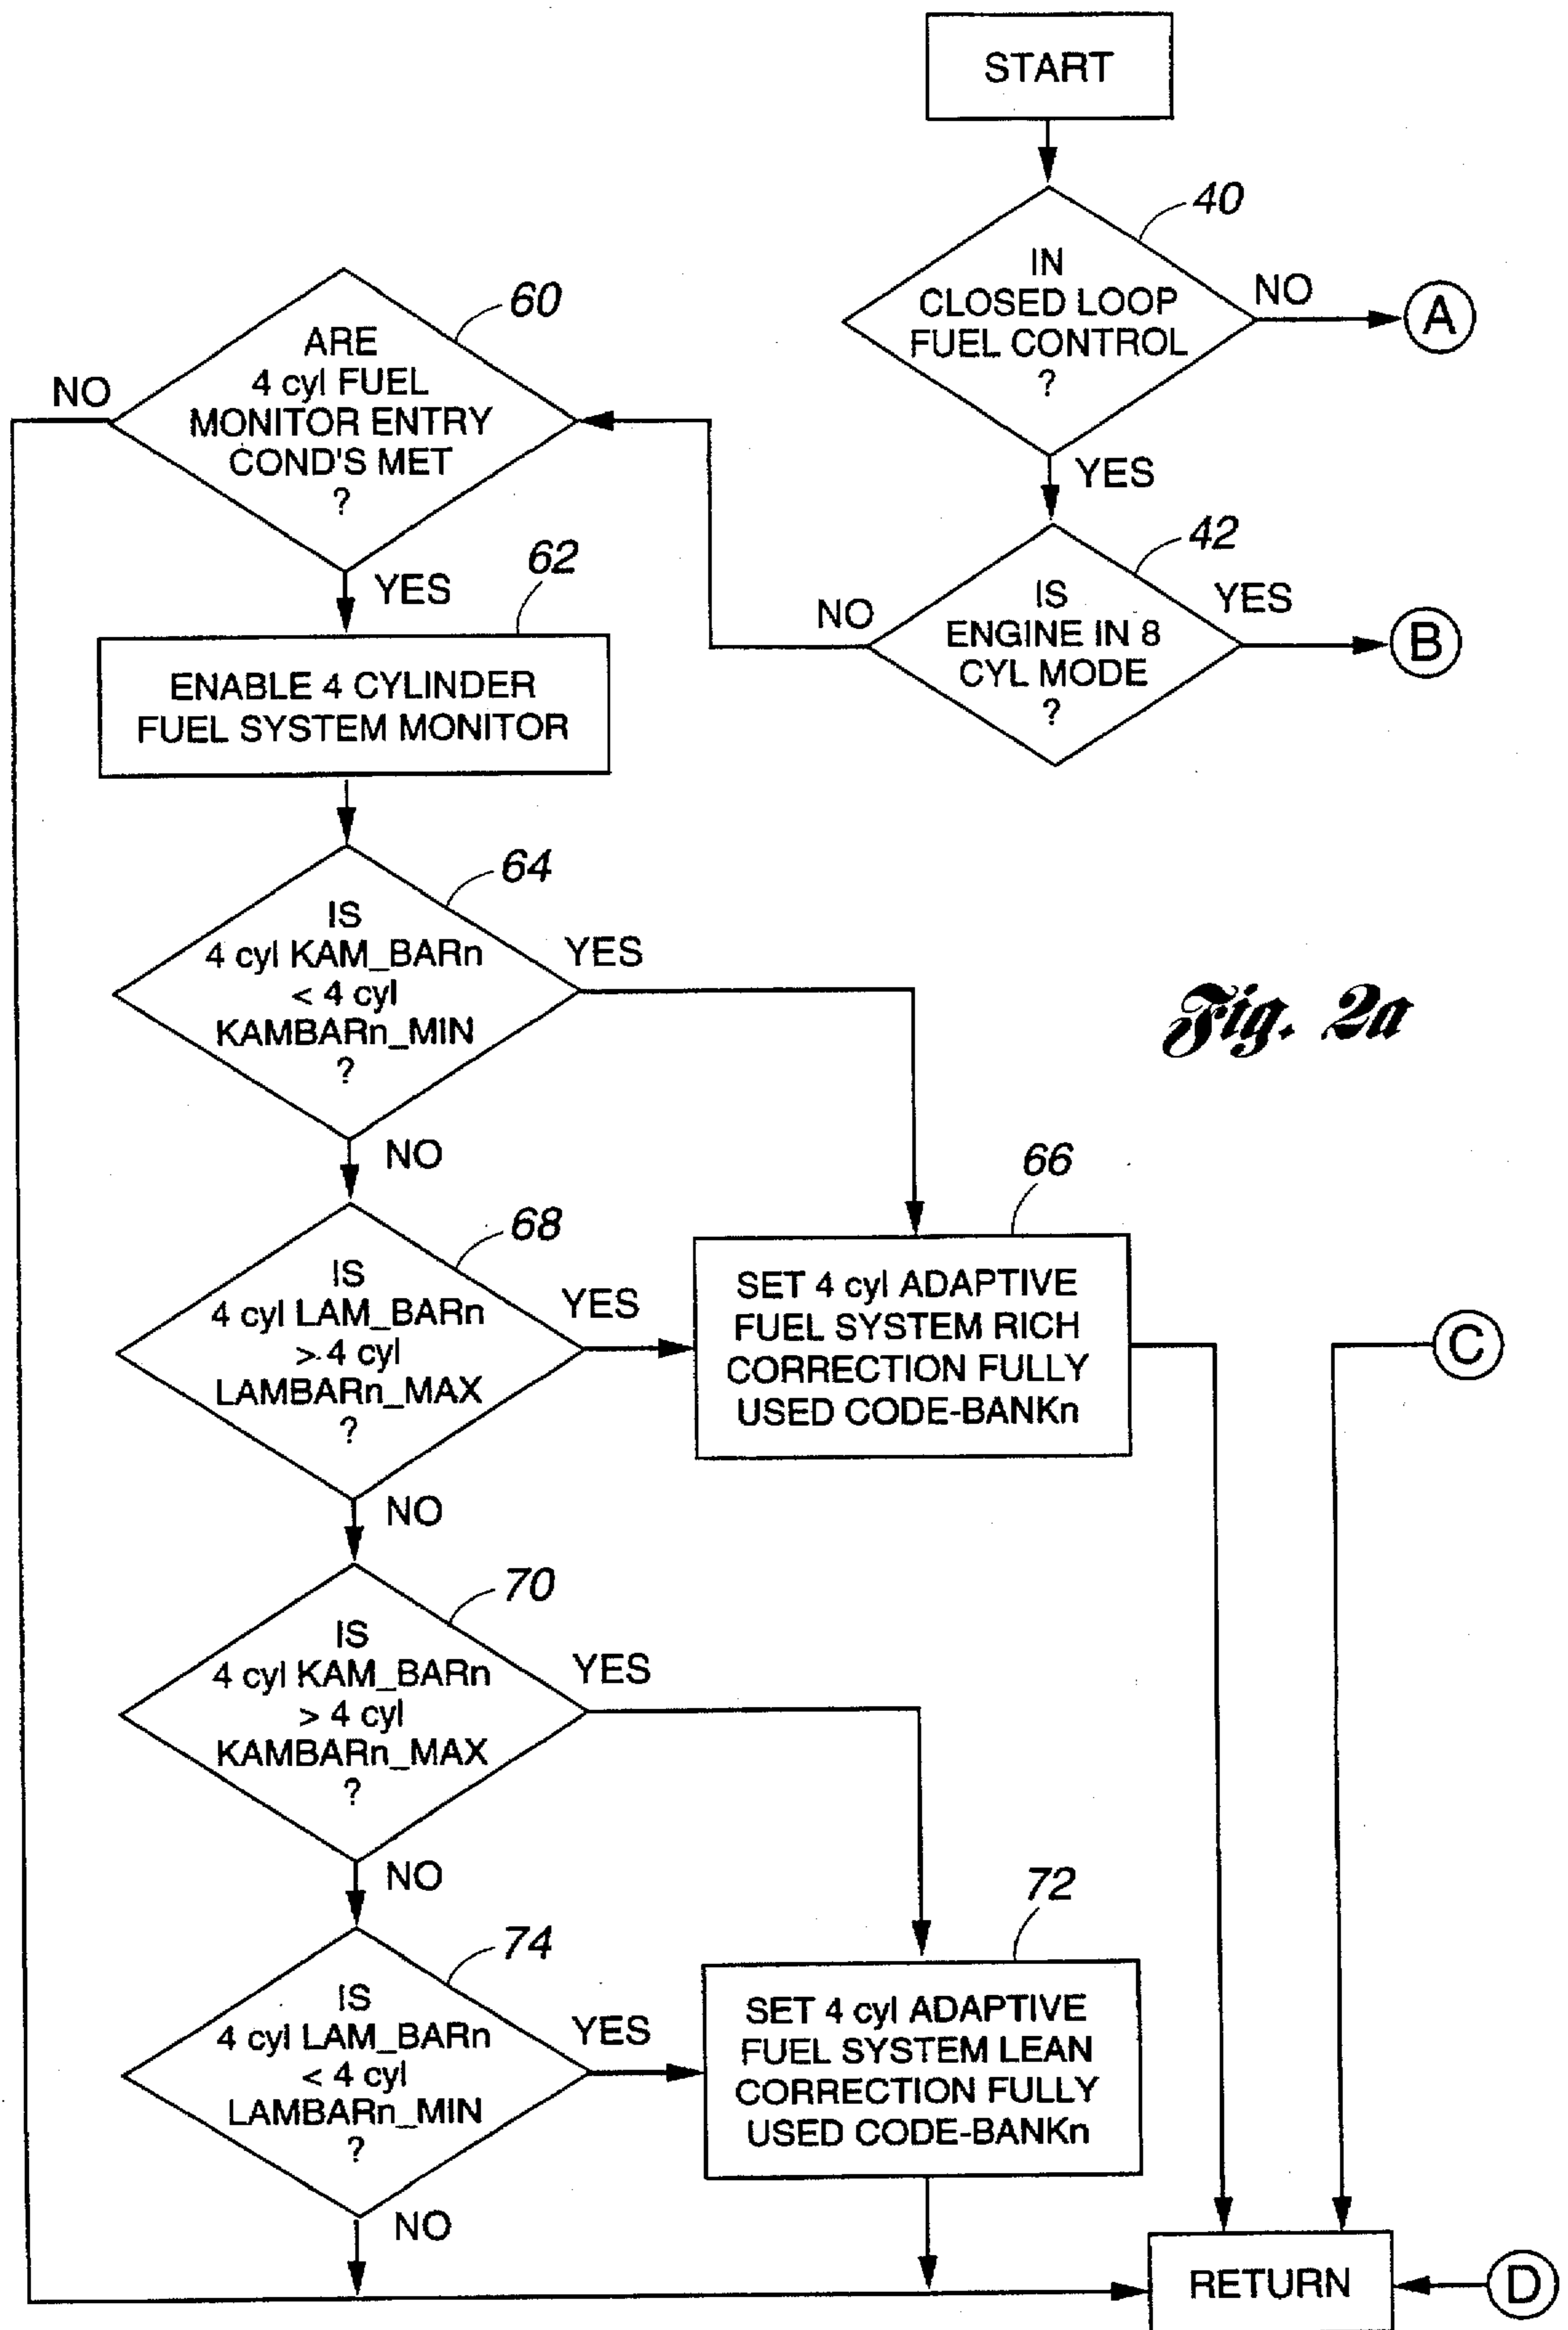 START
40
IN
CLOSED LOOP
FUEL CONTROL
?
NO
A
YES
42
IS
ENGINE IN 8
CYL MODE
?
YES
B
NO
60
ARE
4 cyl FUEL
MONITOR ENTRY
COND'S MET
?
NO
YES
62
ENABLE 4 CYLINDER
FUEL SYSTEM MONITOR
64
IS
4 cyl KAM_BARn
< 4 cyl
KAMBARn_MIN
?
YES
NO
Fig. 2a
66
SET 4 cyl ADAPTIVE
FUEL SYSTEM RICH
CORRECTION FULLY
USED CODE-BANKn
68
IS
4 cyl LAM_BARn
> 4 cyl
LAMBARn_MAX
?
YES
NO
C
70
IS
4 cyl KAM_BARn
> 4 cyl
KAMBARn_MAX
?
YES
NO
72
SET 4 cyl ADAPTIVE
FUEL SYSTEM LEAN
CORRECTION FULLY
USED CODE-BANKn
74
IS
4 cyl LAM_BARn
< 4 cyl
LAMBARn_MIN
?
YES
NO
RETURN
D